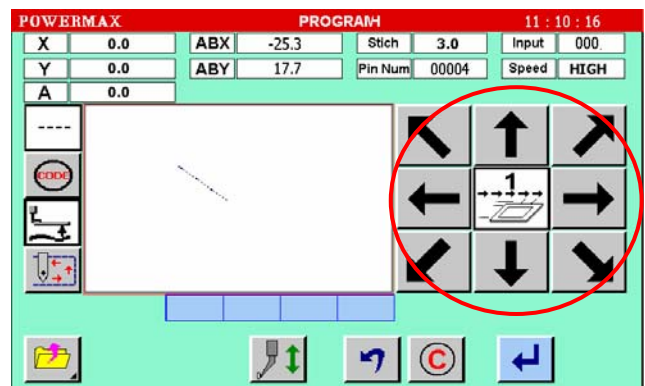 POWERMAX PROGRAM 11 : 10 : 16
X 0.0 ABX -25.3 Stich 3.0 Input 000.
Y 0.0 ABY 17.7 Pin Num 00004 Speed HIGH
A 0.0
----
1
CODE
C